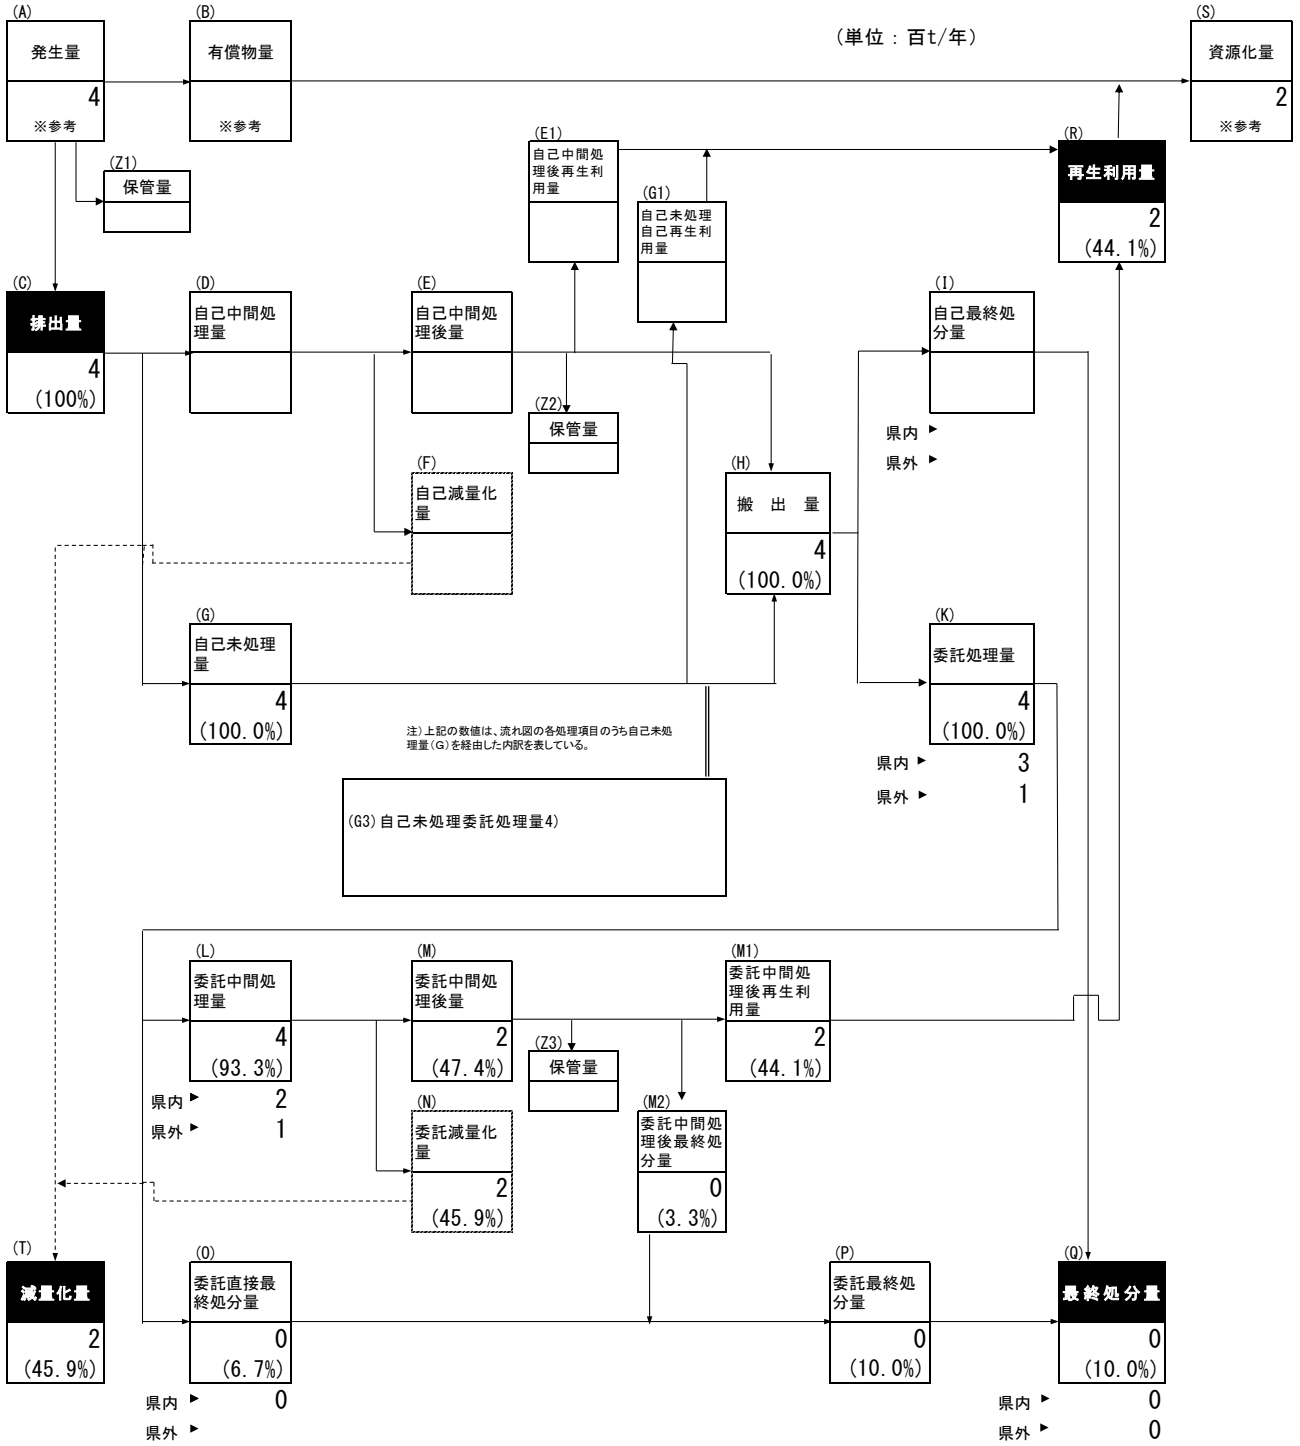 (A)
発生量
4
※参考
(B)
有償物量
※参考
(単位：百t/年)
(S)
資源化量
2
※参考
(Z1)
保管量
(E1)
自己中間処
理後再生利
用量
(G1)
自己未処理
自己再生利
用量
(R)
再生利用量
2
(44.1%)
(C)
排出量
4
(100%)
(D)
自己中間処
理量
(E)
自己中間処
理後量
(Z2)
保管量
(F)
自己減量化
量
(I)
自己最終処
分量
県内
県外
(H)
搬 出 量
4
(100.0%)
(G)
自己未処理
量
4
(100.0%)
(K)
委託処理量
4
(100.0%)
県内 3
県外 1
注)上記の数値は、流れ図の各処理項目のうち自己未処
理量(G)を経由した内訳を表している。
(G3)自己未処理委託処理量4)
(L)
委託中間処
理量
4
(93.3%)
県内 2
県外 1
(M)
委託中間処
理後量
2
(47.4%)
(Z3)
保管量
(M1)
委託中間処
理後再生利
用量
2
(44.1%)
(N)
委託減量化
量
2
(45.9%)
(M2)
委託中間処
理後最終処
分量
0
(3.3%)
(T)
減量化量
2
(45.9%)
(O)
委託直接最
終処分量
0
(6.7%)
県内 0
県外
(P)
委託最終処
分量
0
(10.0%)
(Q)
最終処分量
0
(10.0%)
県内 0
県外 0